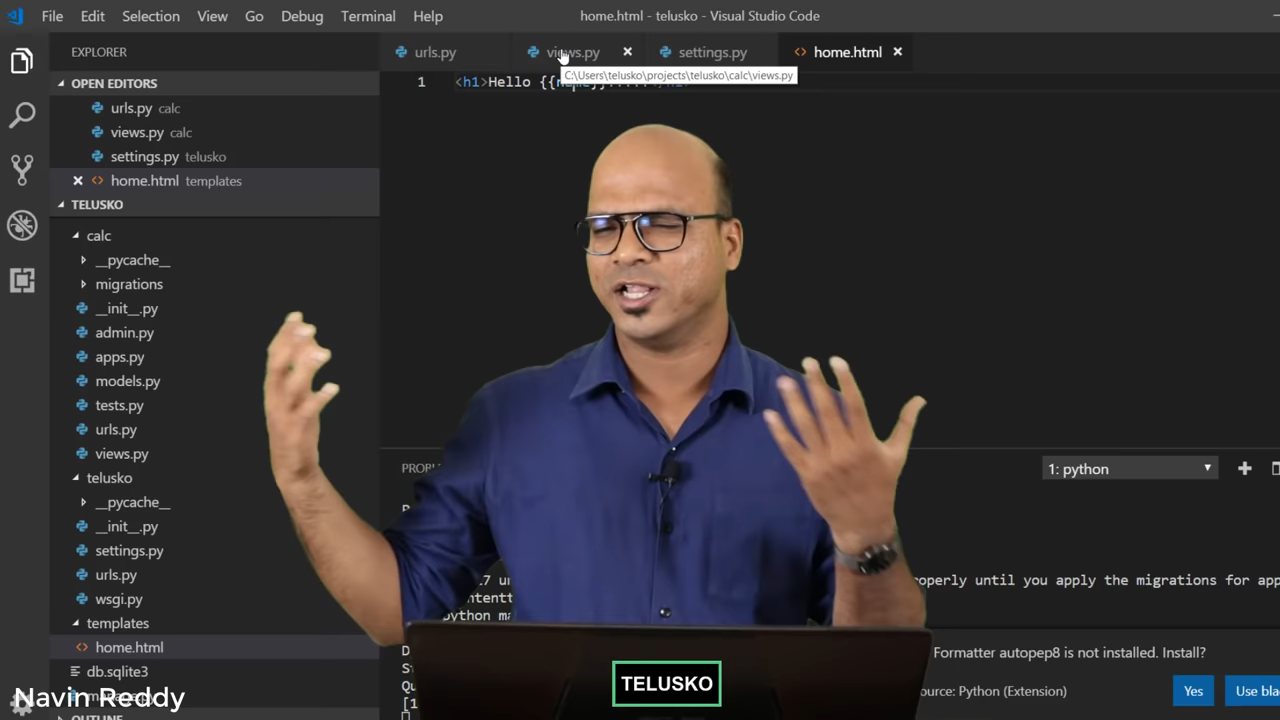 File Edit Selection View Go Debug Terminal Help
home.html - telusko - Visual Studio Code
EXPLORER
urls.py
views.py
settings.py
home.html
OPEN EDITORS
urls.py calc
views.py calc
settings.py telusko
home.html templates
C:\Users\telusko\projects\telusko\calc\views.py
1 <h1>Hello {{name}}
TELUSKO
calc
__pycache__
migrations
__init__.py
admin.py
apps.py
models.py
tests.py
urls.py
views.py
telusko
__pycache__
__init__.py
settings.py
urls.py
wsgi.py
templates
home.html
db.sqlite3
1: python
operly until you apply the migrations for app
python ma
Formatter autopep8 is not installed. Install?
ource: Python (Extension)
Yes
Use bla
TELUSKO
Navin Reddy